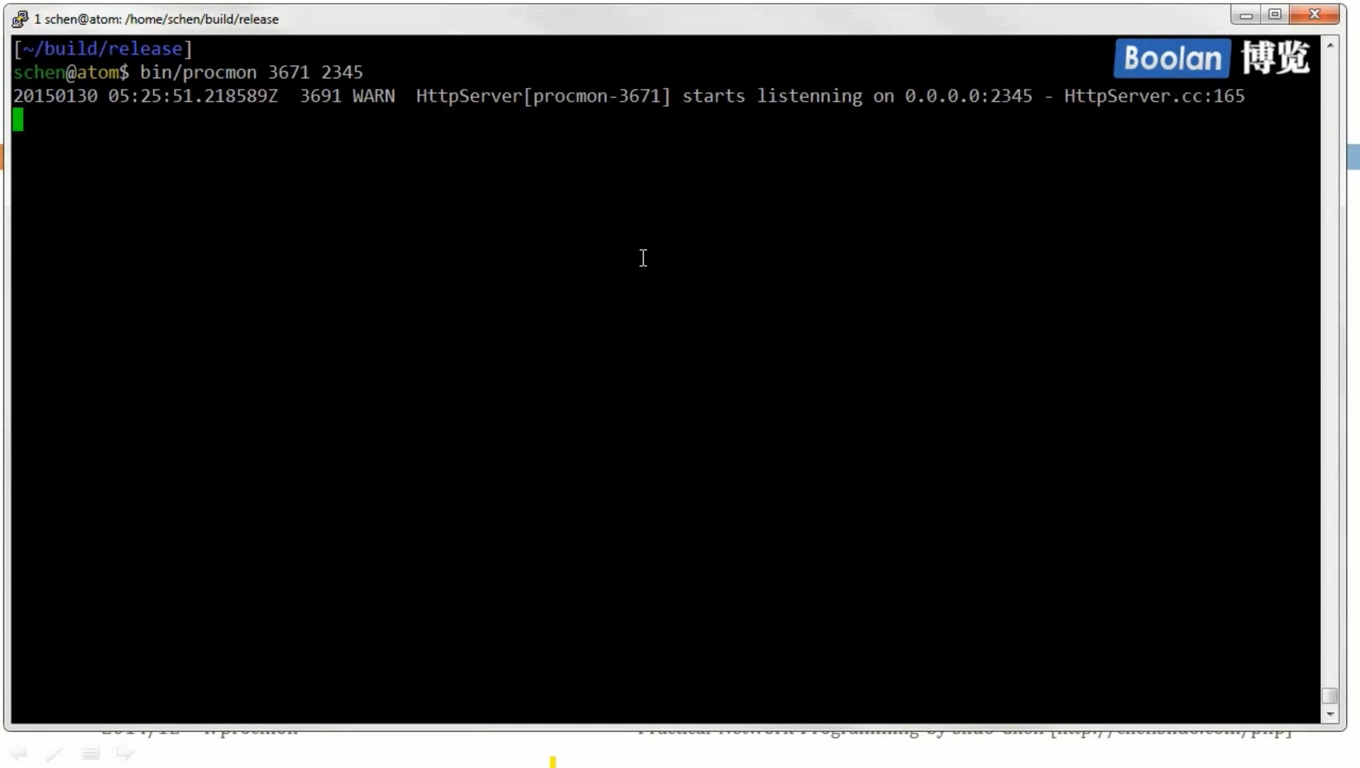 1 schen@atom: /home/schen/build/release
[~/build/release]
Boolan 博览
schen@atom$ bin/procmon 3671 2345
20150130 05:25:51.218589Z  3691 WARN  HttpServer[procmon-3671] starts listenning on 0.0.0.0:2345 - HttpServer.cc:165
2014/12
procmon
Practical Network Programming by Shuo Chen [http://chenshuo.com/pnp]